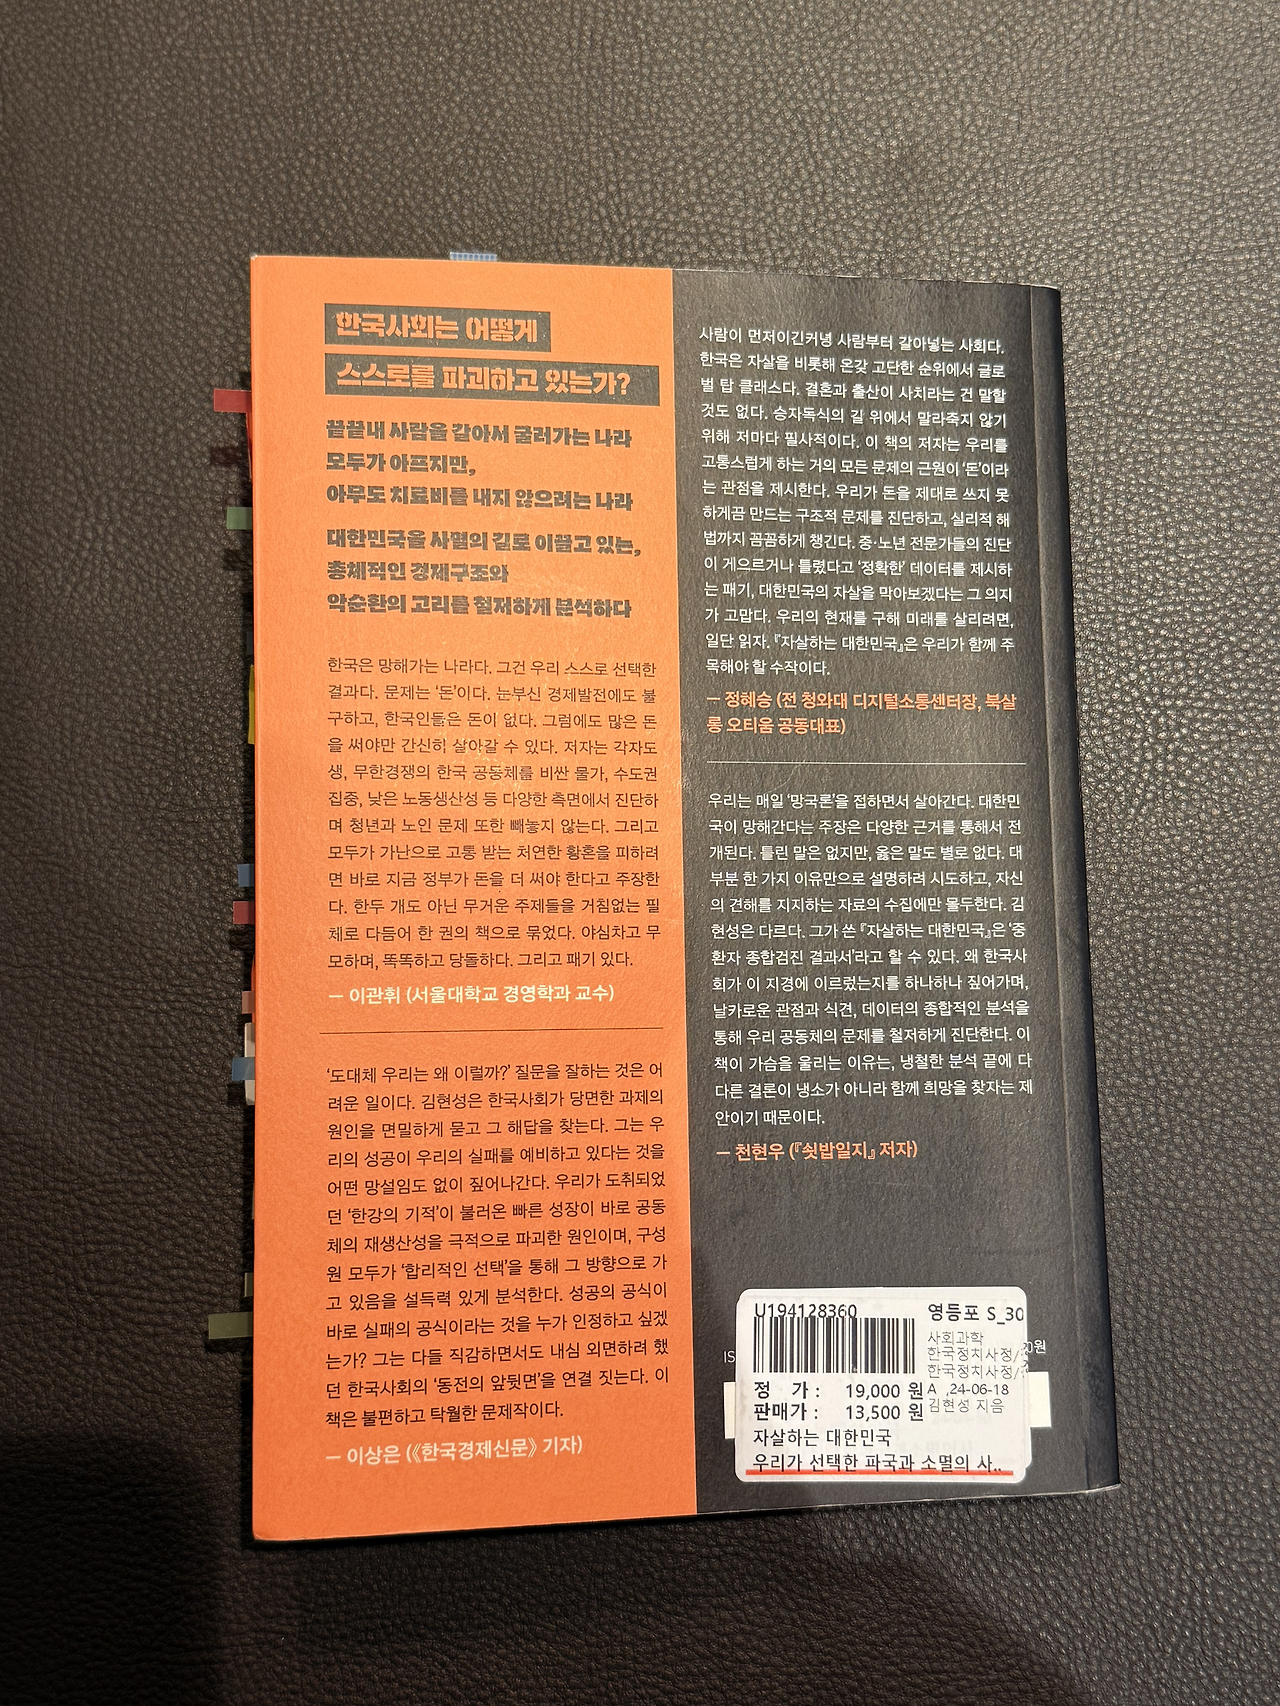 한국사회는 어떻게
스스로를 파괴하고 있는가?
끝끝내 사람을 갈아서 굴러가는 나라
모두가 아프지만,
아무도 치료비를 내지 않으려는 나라
대한민국을 사멸의 길로 이끌고 있는,
총체적인 경제구조와
악순환의 고리를 철저하게 분석하다
한국은 망해가는 나라다. 그건 우리 스스로 선택한
결과다. 문제는 ‘돈’이다. 눈부신 경제발전에도 불
구하고, 한국인들은 돈이 없다. 그럼에도 많은 돈
을 써야만 간신히 살아갈 수 있다. 저자는 각자도
생, 무한경쟁의 한국 공동체를 비싼 물가, 수도권
집중, 낮은 노동생산성 등 다양한 측면에서 진단하
며 청년과 노인 문제 또한 빼놓지 않는다. 그리고
모두가 가난으로 고통 받는 처연한 황혼을 피하려
면 바로 지금 정부가 돈을 더 써야 한다고 주장한
다. 한두 개도 아닌 무거운 주제들을 거침없는 필
체로 다듬어 한 권의 책으로 묶었다. 야심차고 무
모하며, 똑똑하고 당돌하다. 그리고 패기 있다.
— 이관휘 (서울대학교 경영학과 교수)
‘도대체 우리는 왜 이럴까?’ 질문을 잘하는 것은 어
려운 일이다. 김현성은 한국사회가 당면한 과제의
원인을 면밀하게 묻고 그 해답을 찾는다. 그는 우
리의 성공이 우리의 실패를 예비하고 있다는 것을
어떤 망설임도 없이 짚어나간다. 우리가 도취되었
던 ‘한강의 기적’이 불러온 빠른 성장이 바로 공동
체의 재생산성을 극적으로 파괴한 원인이며, 구성
원 모두가 ‘합리적인 선택’을 통해 그 방향으로 가
고 있음을 설득력 있게 분석한다. 성공의 공식이
바로 실패의 공식이라는 것을 누가 인정하고 싶겠
는가? 그는 다들 직감하면서도 내심 외면하려 했
던 한국사회의 ‘동전의 앞뒷면’을 연결 짓는다. 이
책은 불편하고 탁월한 문제작이다.
— 이상은 (《한국경제신문》 기자)
사람이 먼저이긴커녕 사람부터 갈아넣는 사회다.
한국은 자살을 비롯해 온갖 고단한 순위에서 글로
벌 탑 클래스다. 결혼과 출산이 사치라는 건 말할
것도 없다. 승자독식의 길 위에서 말라죽지 않기
위해 저마다 필사적이다. 이 책의 저자는 우리를
고통스럽게 하는 거의 모든 문제의 근원이 ‘돈’이라
는 관점을 제시한다. 우리가 돈을 제대로 쓰지 못
하게끔 만드는 구조적 문제를 진단하고, 실리적 해
법까지 꼼꼼하게 챙긴다. 중·노년 전문가들의 진단
이 게으르거나 틀렸다고 ‘정확한’ 데이터를 제시하
는 패기, 대한민국의 자살을 막아보겠다는 그 의지
가 고맙다. 우리의 현재를 구해 미래를 살리려면,
일단 읽자. 『자살하는 대한민국』은 우리가 함께 주
목해야 할 수작이다.
— 정혜승 (전 청와대 디지털소통센터장, 북살
롱 오티움 공동대표)
우리는 매일 ‘망국론’을 접하면서 살아간다. 대한민
국이 망해간다는 주장은 다양한 근거를 통해서 전
개된다. 틀린 말은 없지만, 옳은 말도 별로 없다. 대
부분 한 가지 이유만으로 설명하려 시도하고, 자신
의 견해를 지지하는 자료의 수집에만 몰두한다. 김
현성은 다르다. 그가 쓴 『자살하는 대한민국』은 ‘중
환자 종합검진 결과서’라고 할 수 있다. 왜 한국사
회가 이 지경에 이르렀는지를 하나하나 짚어가며,
날카로운 관점과 식견, 데이터의 종합적인 분석을
통해 우리 공동체의 문제를 철저하게 진단한다. 이
책이 가슴을 울리는 이유는, 냉철한 분석 끝에 다
다른 결론이 냉소가 아니라 함께 희망을 찾자는 제
안이기 때문이다.
— 천현우 (『쇳밥일지』 저자)
U194128360
영등포 S_30
사회과학
한국정치사정/
한국정치사정/
IS
원
정 가 : 19,000 원
A ,24-06-18
판매가 : 13,500 원
김현성 지음
자살하는 대한민국
우리가 선택한 파국과 소멸의 사..